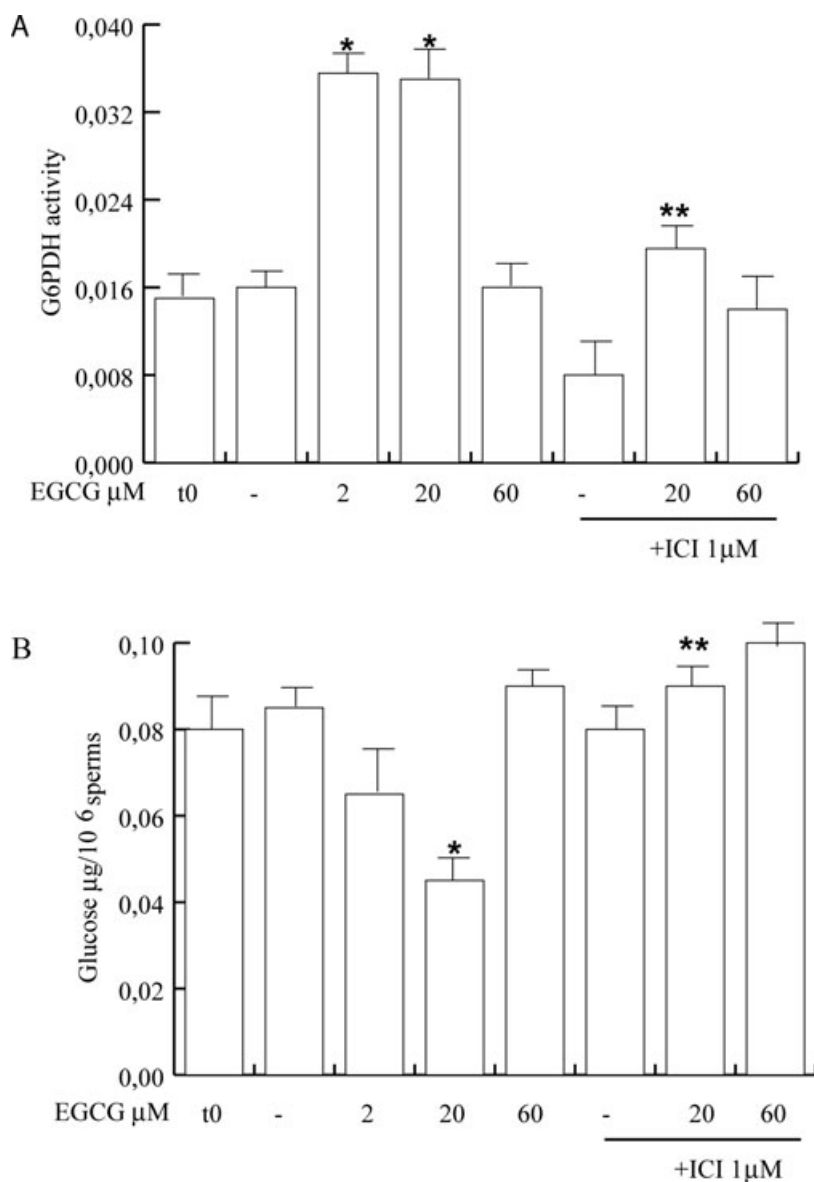 A
0,040
*
*
0,032
G6PDH activity
0,024
**
0,016
0,008
0,000
EGCG µM t0 - 2 20 60 - 20 60
+ICI 1µM
B
0,10
**
0,08
Glucose µg/10 6 sperms
0,06
*
0,04
0,02
0,00
EGCG µM t0 - 2 20 60 - 20 60
+ICI 1µM